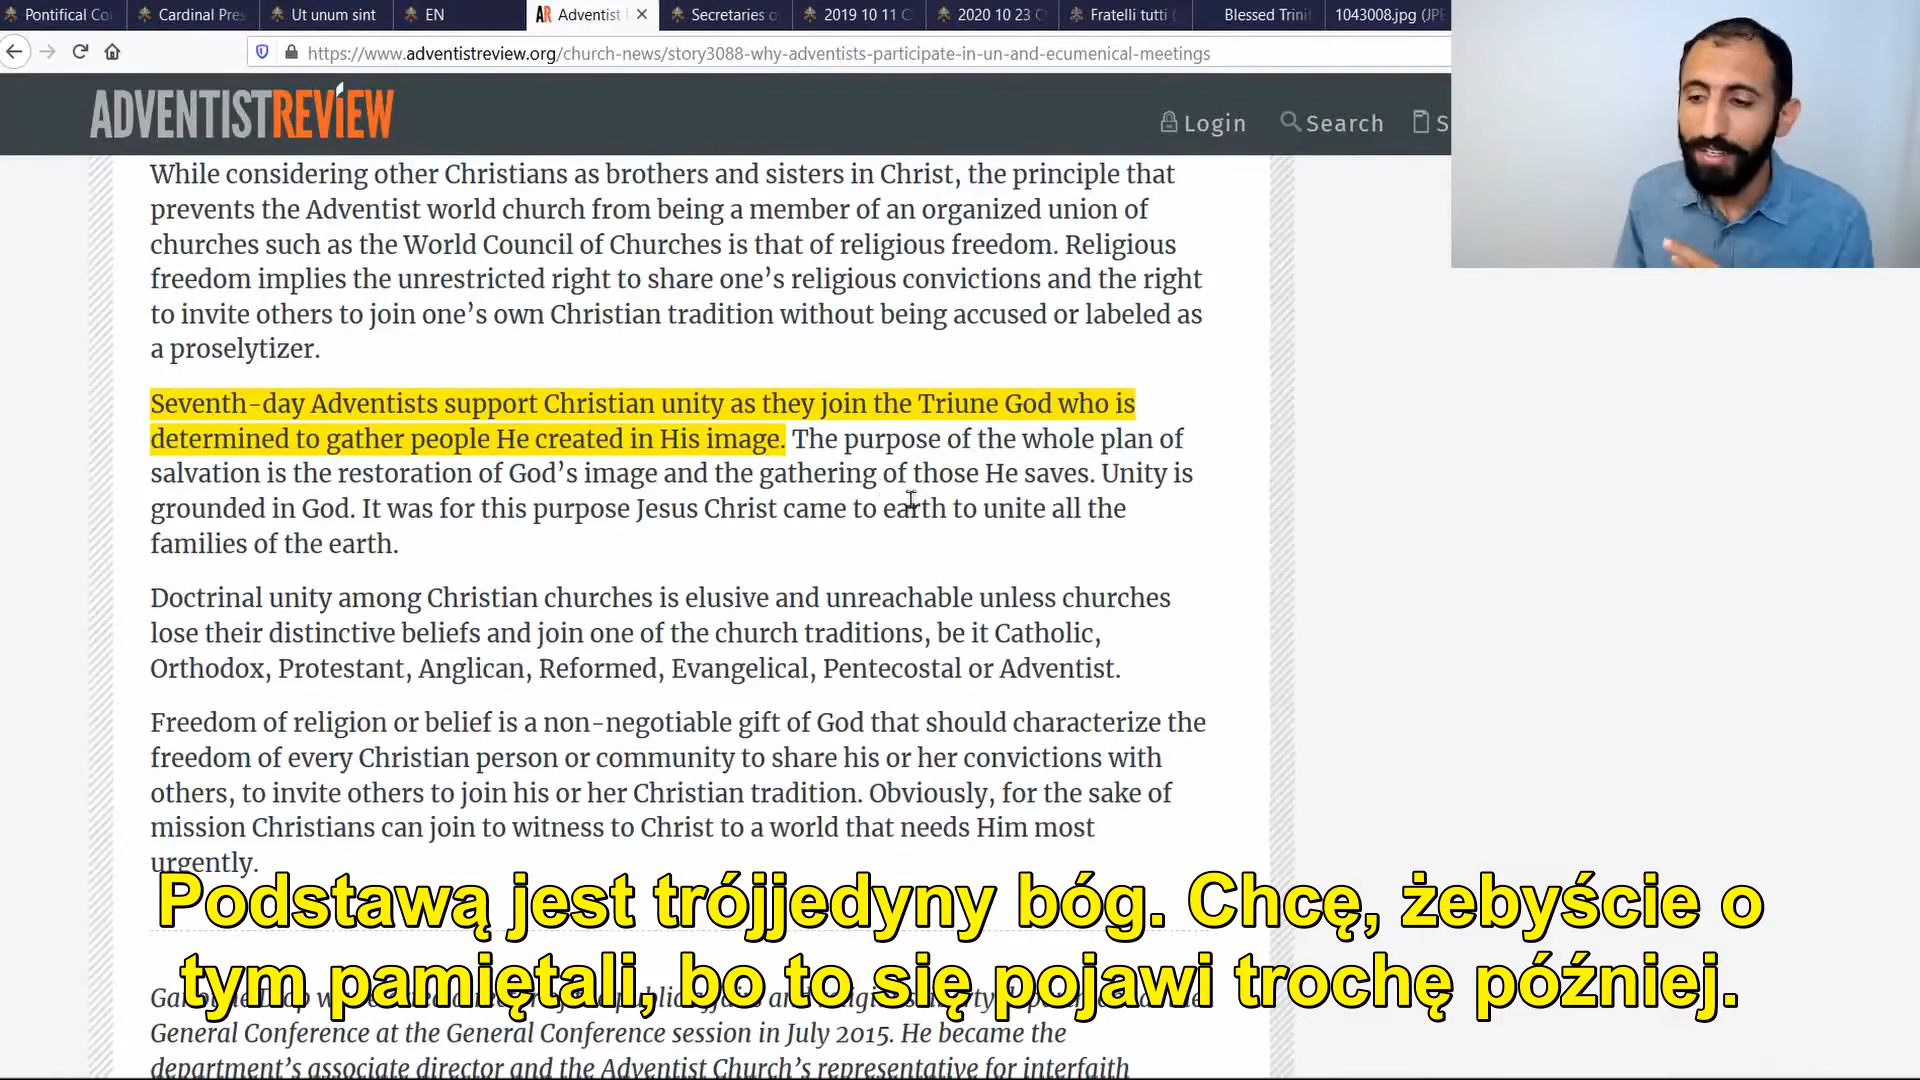 Pontifical Co
Cardinal Pres
Ut unum sint
EN
Adventist
Secretaries o
2019 10 11 C
2020 10 23 C
Fratelli tutti (
Blessed Trini
1043008.jpg (JPE
https://www.adventistreview.org/church-news/story3088-why-adventists-participate-in-un-and-ecumenical-meetings
ADVENTISTREVIEW
Login
Search
S
While considering other Christians as brothers and sisters in Christ, the principle that
prevents the Adventist world church from being a member of an organized union of
churches such as the World Council of Churches is that of religious freedom. Religious
freedom implies the unrestricted right to share one’s religious convictions and the right
to invite others to join one’s own Christian tradition without being accused or labeled as
a proselytizer.
Seventh-day Adventists support Christian unity as they join the Triune God who is
determined to gather people He created in His image. The purpose of the whole plan of
salvation is the restoration of God’s image and the gathering of those He saves. Unity is
grounded in God. It was for this purpose Jesus Christ came to earth to unite all the
families of the earth.
Doctrinal unity among Christian churches is elusive and unreachable unless churches
lose their distinctive beliefs and join one of the church traditions, be it Catholic,
Orthodox, Protestant, Anglican, Reformed, Evangelical, Pentecostal or Adventist.
Freedom of religion or belief is a non-negotiable gift of God that should characterize the
freedom of every Christian person or community to share his or her convictions with
others, to invite others to join his or her Christian tradition. Obviously, for the sake of
mission Christians can join to witness to Christ to a world that needs Him most
urgently.
Podstawą jest trójjedyny bóg. Chcę, żebyście o
tym pamiętali, bo to się pojawi trochę później.
General Conference at the General Conference session in July 2015. He became the
department’s associate director and the Adventist Church’s representative for interfaith